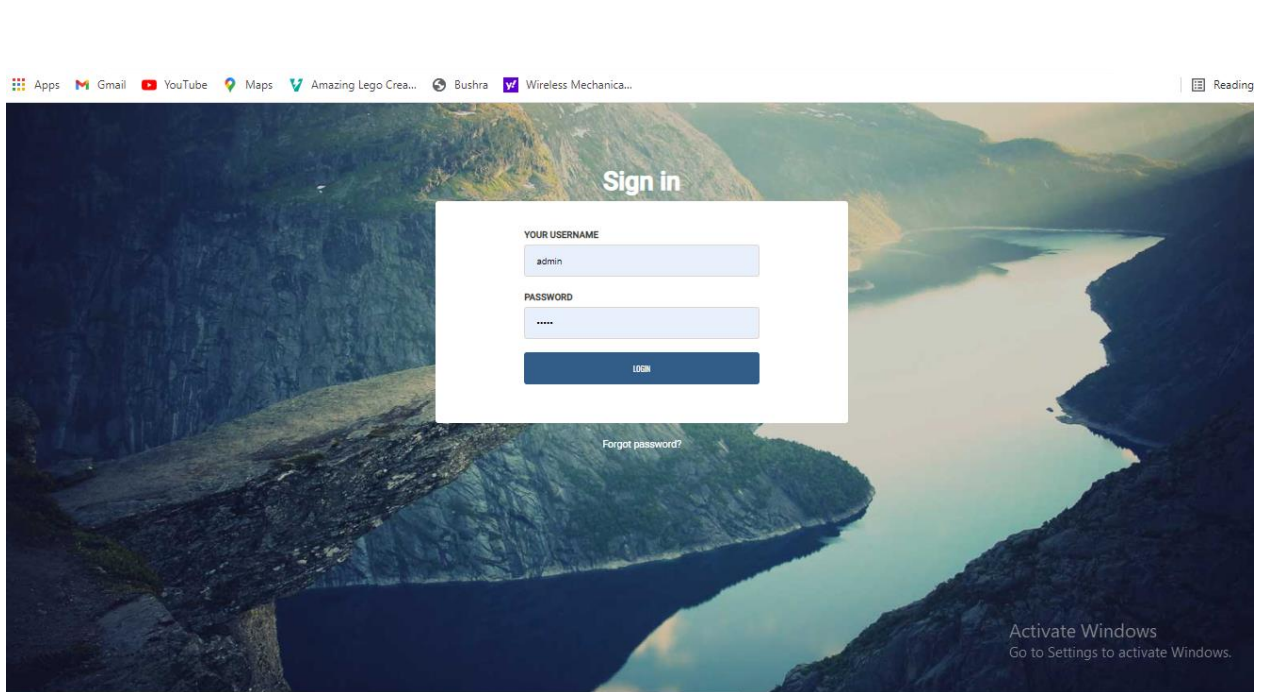 Apps Gmail YouTube Maps Amazing Lego Crea... Bushra Wireless Mechanica... Reading
Sign in
YOUR USERNAME
admin
PASSWORD
•••••
LOGIN
Forgot password?
Activate Windows
Go to Settings to activate Windows.